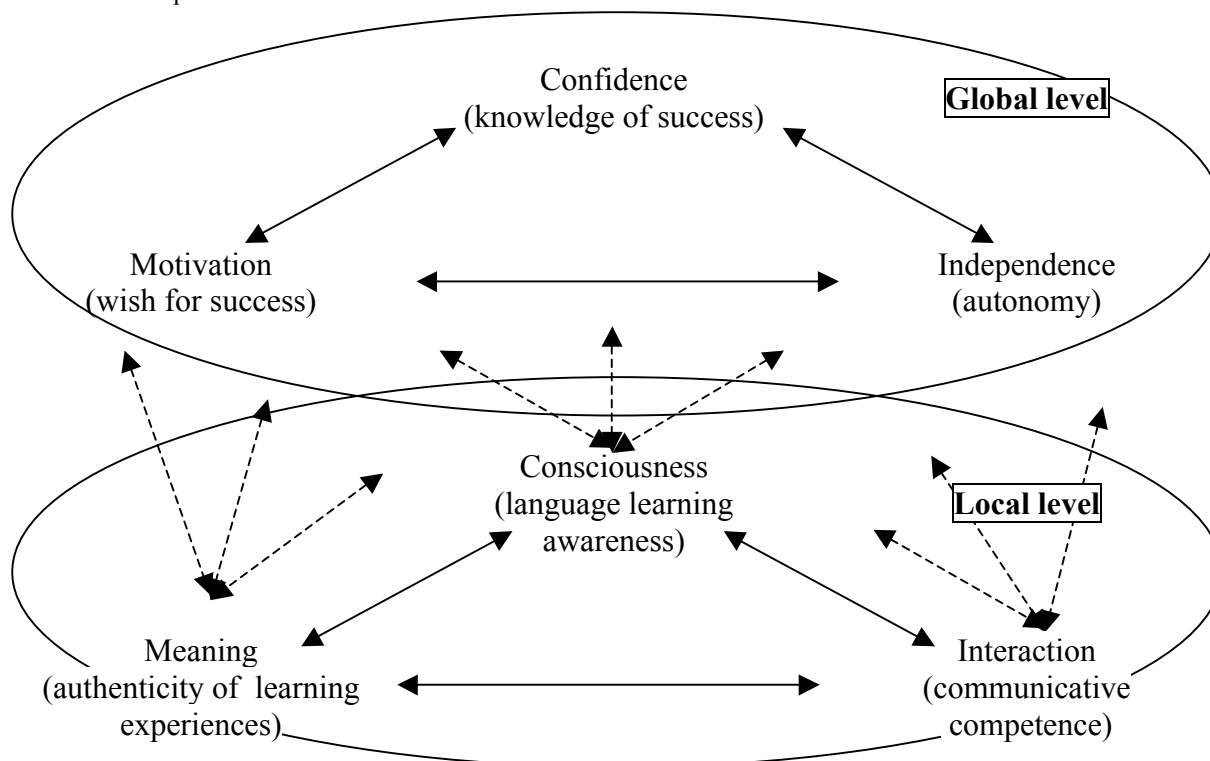 Confidence
(knowledge of success)
Global level
Motivation
(wish for success)
Independence
(autonomy)
Consciousness
(language learning
awareness)
Local level
Meaning
(authenticity of learning
experiences)
Interaction
(communicative
competence)